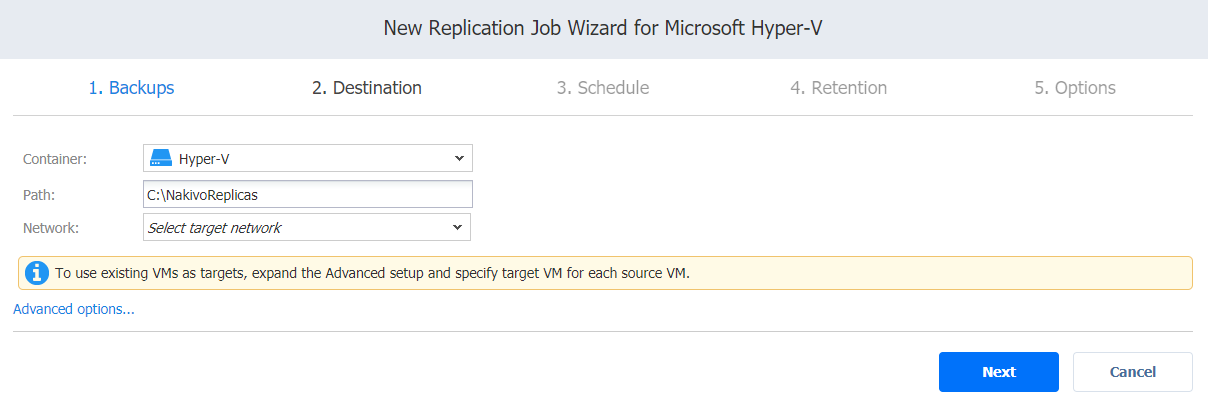 New Replication Job Wizard for Microsoft Hyper-V
1. Backups 2. Destination 3. Schedule 4. Retention 5. Options
Container: Hyper-V
Path: C:\NakivoReplicas
Network: Select target network
To use existing VMs as targets, expand the Advanced setup and specify target VM for each source VM.
Advanced options...
Next Cancel